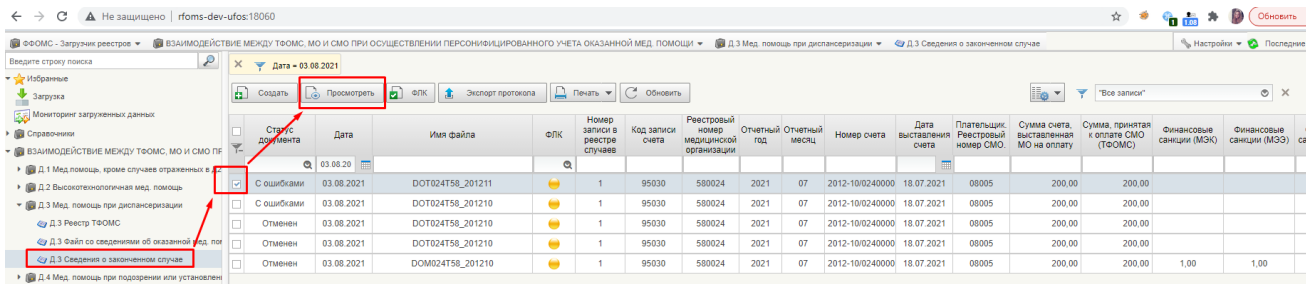 Не защищено | rfoms-dev-ufos:18060
1,00
Обновить
ФФОМС - Загрузчик реестров
ВЗАИМОДЕЙСТВИЕ МЕЖДУ ТФОМС, МО И СМО ПРИ ОСУЩЕСТВЛЕНИИ ПЕРСОНИФИЦИРОВАННОГО УЧЕТА ОКАЗАННОЙ МЕД. ПОМОЩИ
Д.3 Мед. помощь при диспансеризации
Д.3 Сведения о законченном случае
Настройки
Последние
Введите строку поиска
Дата = 03.08.2021
Избранные
Загрузка
Мониторинг загруженных данных
Справочники
ВЗАИМОДЕЙСТВИЕ МЕЖДУ ТФОМС, МО И СМО ПР
Д.1 Мед.помощь, кроме случаев отраженных в Д2
Д.2 Высокотехнологичная мед. помощь
Д.3 Мед. помощь при диспансеризации
Д.3 Реестр ТФОМС
Д.3 Файл со сведениями об оказанной мед. пом
Д.3 Сведения о законченном случае
Д.4 Мед. помощь при подозрении или установлен
Создать Просмотреть ФЛК Экспорт протокола Печать Обновить "Все записи"
Статус документа Дата Имя файла ФЛК Номер записи в реестре случаев Код записи счета Реестровый номер медицинской организации Отчетный год Отчетный месяц Номер счета Дата выставления счета Плательщик. Реестровый номер СМО. Сумма счета, выставленная МО на оплату Сумма, принятая к оплате СМО (ТФОМС) Финансовые санкции (МЭК) Финансовые санкции (МЭЭ)
03.08.20
С ошибками 03.08.2021 DOT024T58_201211 1 95030 580024 2021 07 2012-10/0240000 18.07.2021 08005 200,00 200,00
С ошибками 03.08.2021 DOT024T58_201210 1 95030 580024 2021 07 2012-10/0240000 18.07.2021 08005 200,00 200,00
Отменен 03.08.2021 DOT024T58_201210 1 95030 580024 2021 07 2012-10/0240000 18.07.2021 08005 200,00 200,00
Отменен 03.08.2021 DOT024T58_201210 1 95030 580024 2021 07 2012-10/0240000 18.07.2021 08005 200,00 200,00
Отменен 03.08.2021 DOM024T58_201210 1 95030 580024 2021 07 2012-10/0240000 18.07.2021 08005 200,00 200,00 1,00 1,00